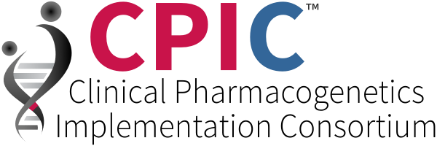 CPIC™
Clinical Pharmacogenetics
Implementation Consortium